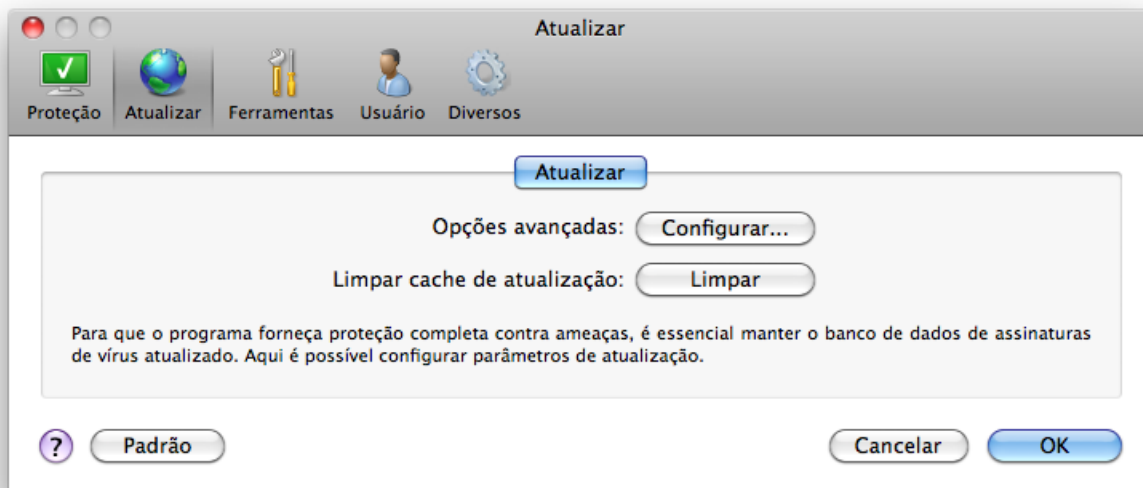 Atualizar
Proteção Atualizar Ferramentas Usuário Diversos
Atualizar
Opções avançadas: Configurar...
Limpar cache de atualização: Limpar
Para que o programa forneça proteção completa contra ameaças, é essencial manter o banco de dados de assinaturas
de vírus atualizado. Aqui é possível configurar parâmetros de atualização.
? Padrão Cancelar OK